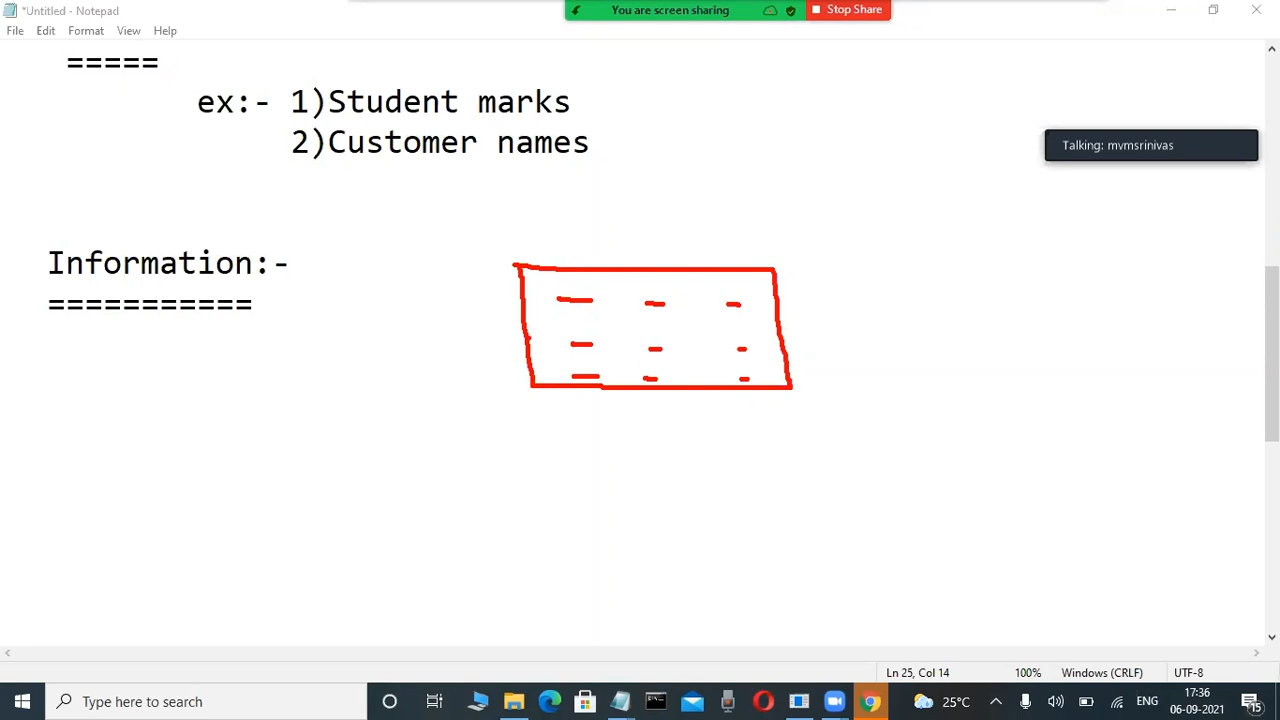 *Untitled - Notepad
You are screen sharing
Stop Share
File Edit Format View Help
=====
ex:- 1)Student marks
2)Customer names
Talking: mvmsrinivas
Information:-
===========
Ln 25, Col 14
100%
Windows (CRLF)
UTF-8
Type here to search
25°C
ENG
17:36
06-09-2021
15